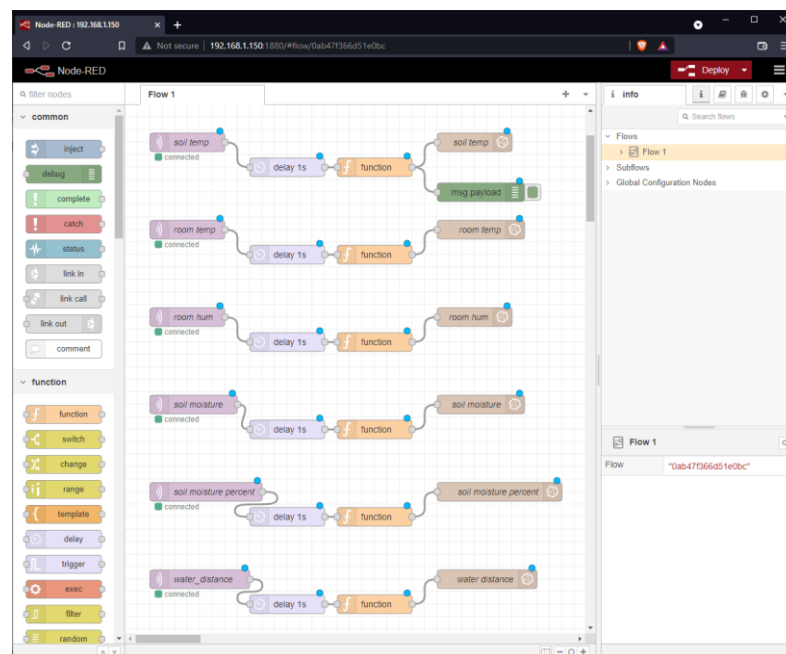 Node-RED : 192.168.1.150
Not secure 192.168.1.150:1880/#flow/0ab47f366d51e0bc
Node-RED
Deploy
filter nodes
common
inject
debug
complete
catch
status
link in
link call
link out
comment
function
function
switch
change
range
template
delay
trigger
exec
filter
random
Flow 1
soil temp
connected
delay 1s
function
soil temp
msg.payload
room temp
connected
delay 1s
function
room temp
room hum
connected
delay 1s
function
room hum
soil moisture
connected
delay 1s
function
soil moisture
soil moisture percent
connected
delay 1s
function
soil moisture percent
water_distance
connected
delay 1s
function
water distance
info
Search flows
Flows
Flow 1
Subflows
Global Configuration Nodes
Flow 1
Flow "0ab47f366d51e0bc"